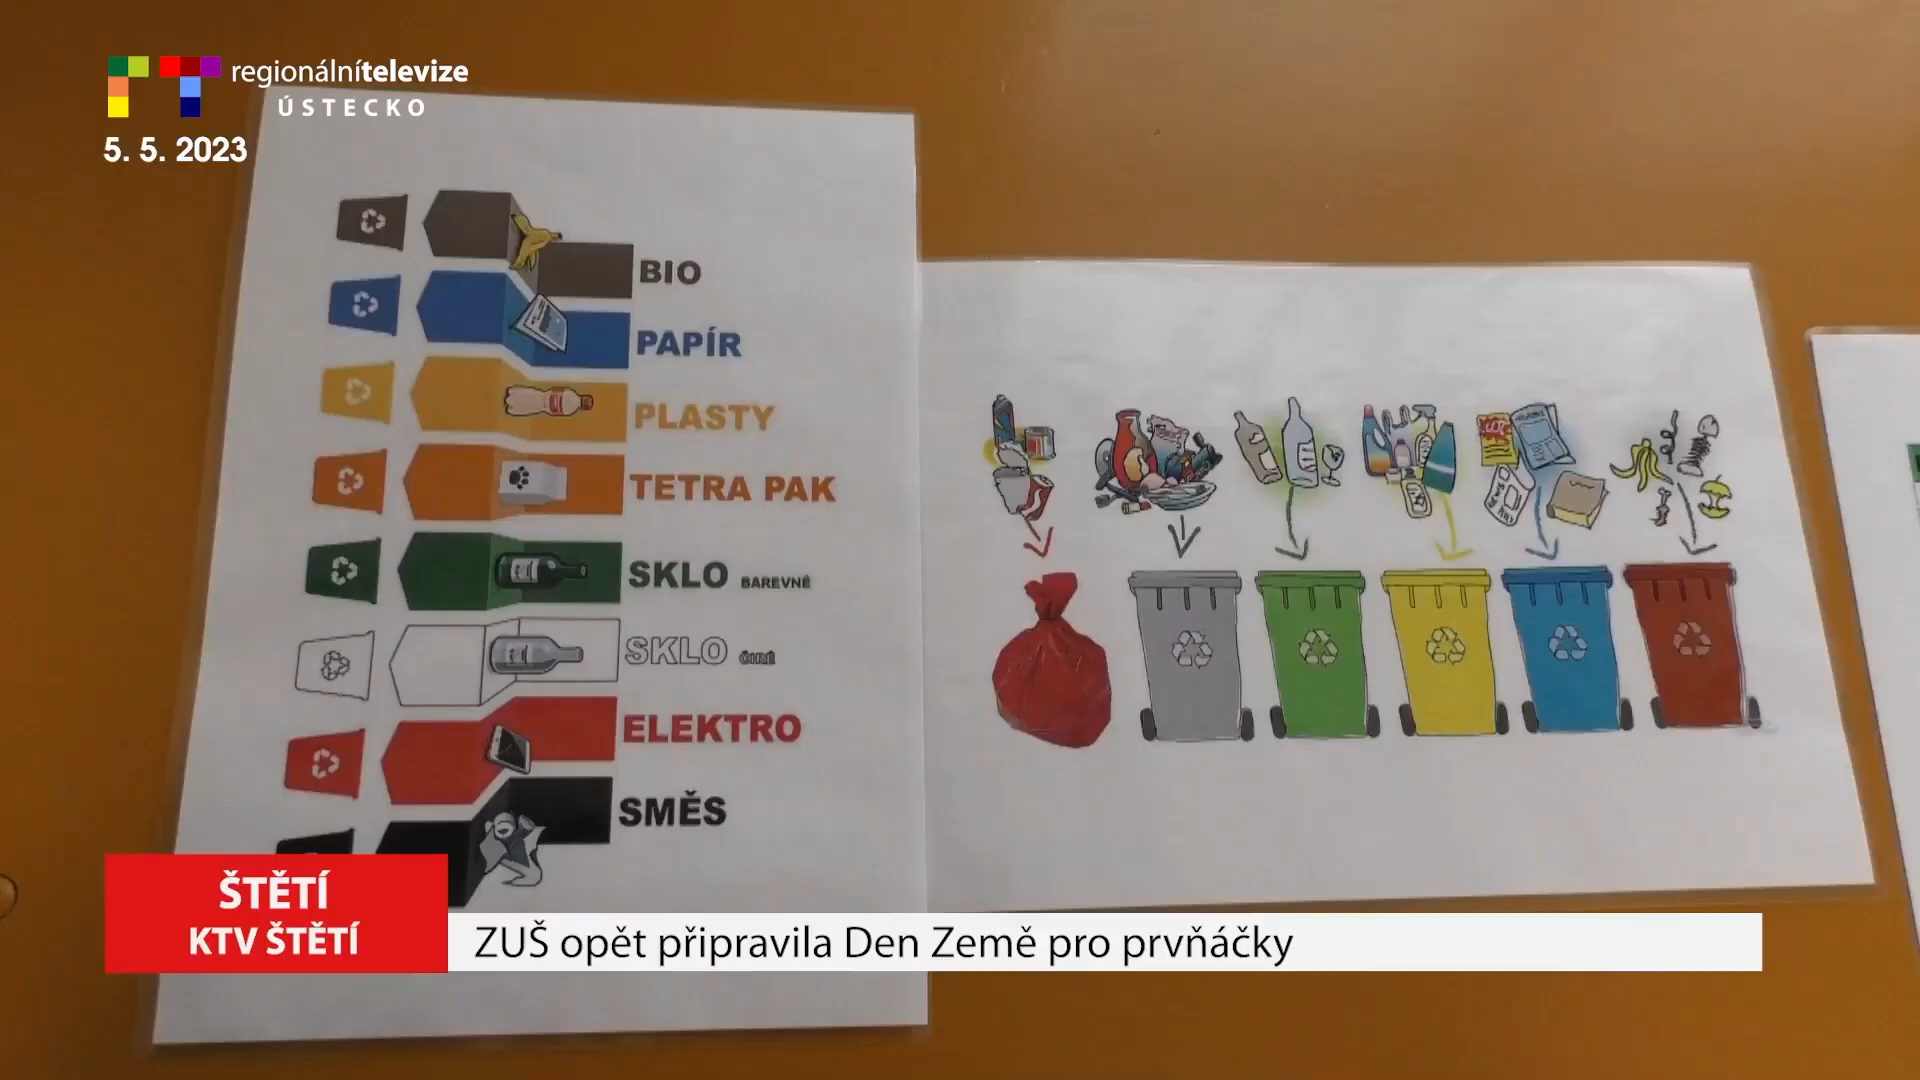 regionálnítelevize
ÚSTECKO
5. 5. 2023
BIO
PAPÍR
PLASTY
TETRA PAK
SKLO BAREVNÉ
SKLO ČIRÉ
ELEKTRO
SMĚS
ŠTĚTÍ
KTV ŠTĚTÍ
ZUŠ opět připravila Den Země pro prvňáčky